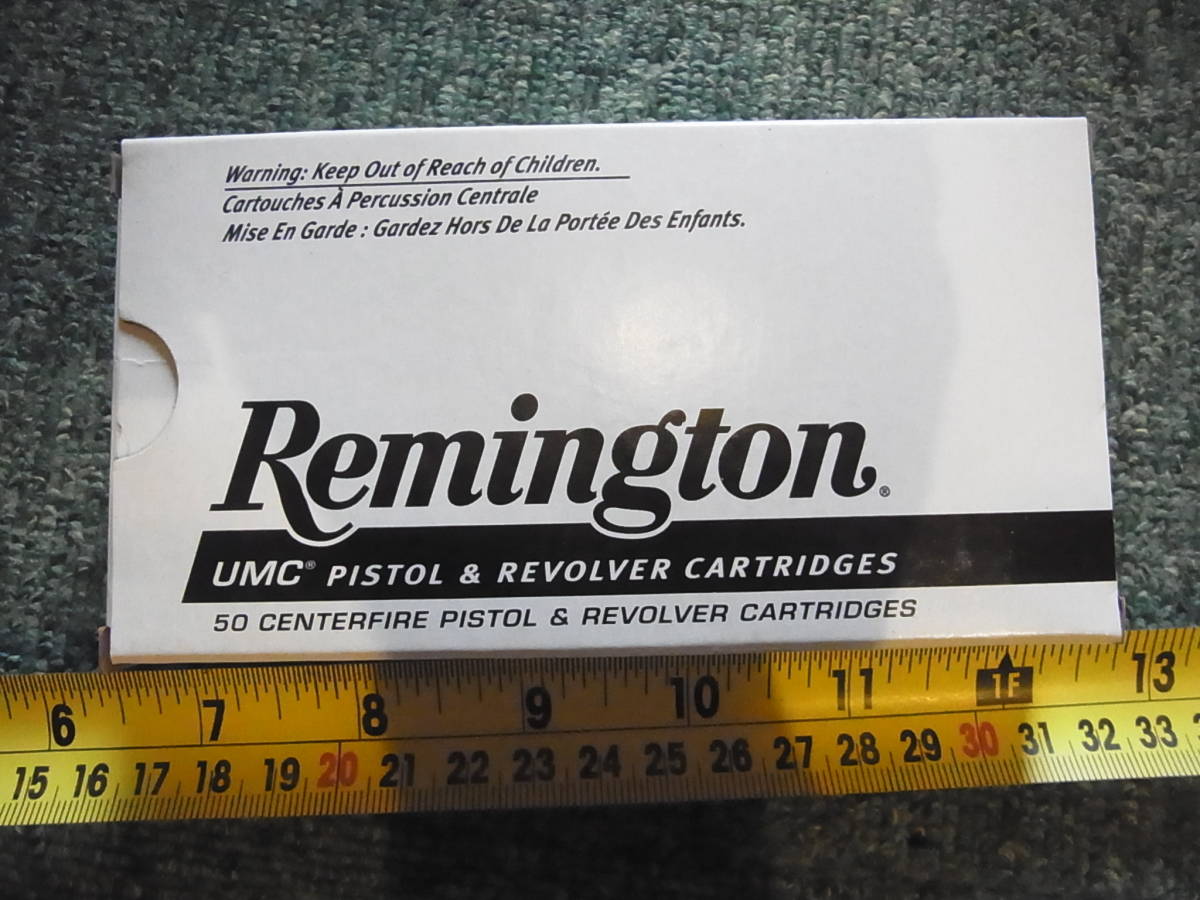 Warning: Keep Out of Reach of Children.
Cartouches À Percussion Centrale
Mise En Garde : Gardez Hors De La Portée Des Enfants.
Remington®
UMC® PISTOL & REVOLVER CARTRIDGES
50 CENTERFIRE PISTOL & REVOLVER CARTRIDGES
6 7 8 9 10 11 1F 13
15 16 17 18 19 20 21 22 23 24 25 26 27 28 29 30 31 32 33